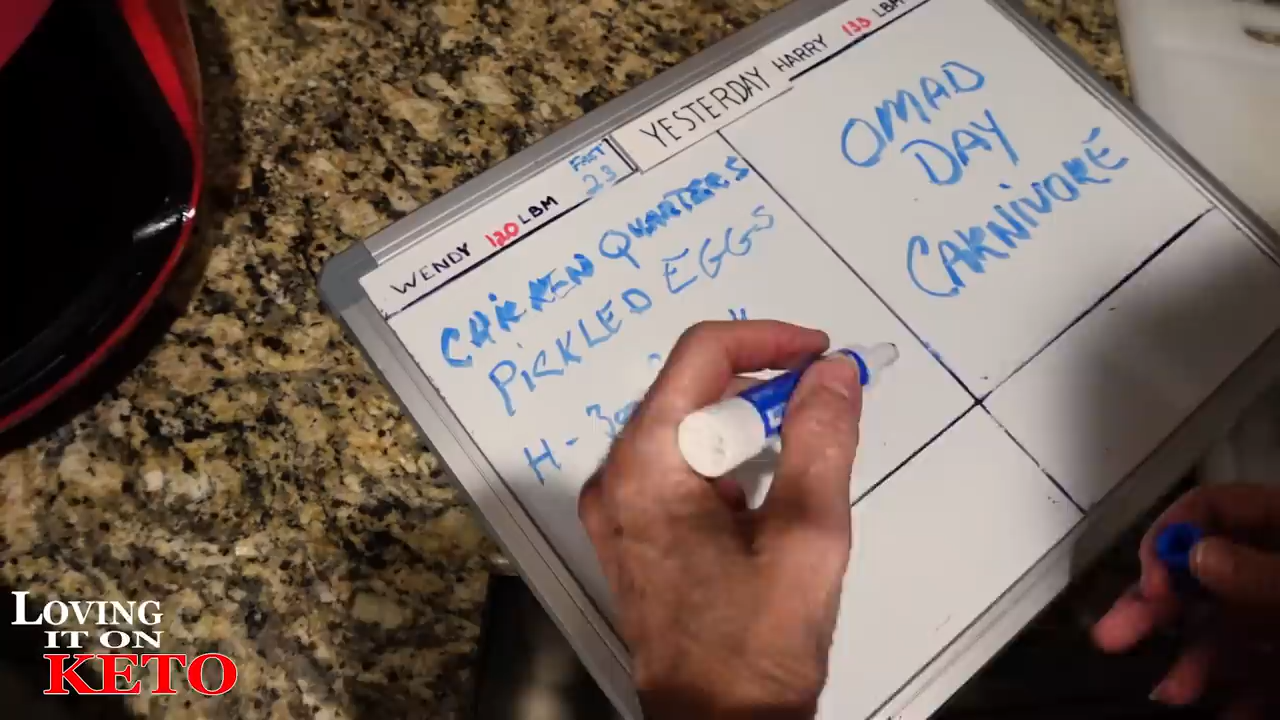 WENDY 120 LBM
FAST
23
YESTERDAY
HARRY 133 LBM
CHICKEN QUARTERS
PICKLED EGGS
H -
OMAD
DAY
CARNIVORE
LOVING
IT ON
KETO